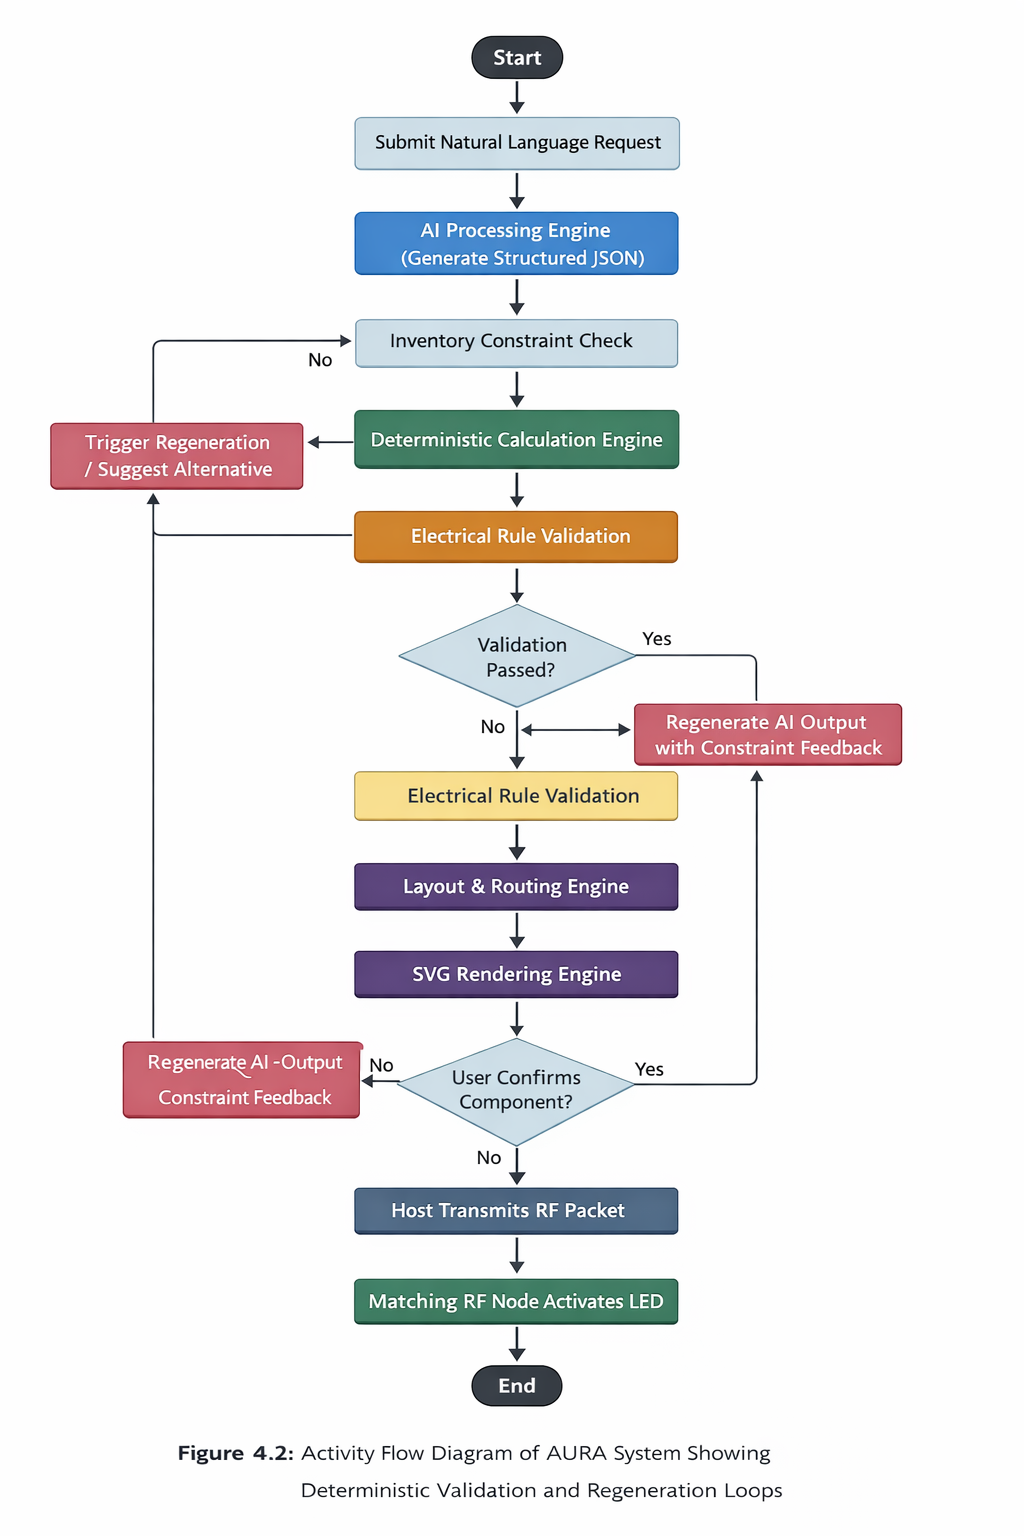 Start
Submit Natural Language Request
AI Processing Engine
(Generate Structured JSON)
Inventory Constraint Check
No
Deterministic Calculation Engine
Trigger Regeneration
/ Suggest Alternative
Electrical Rule Validation
Validation
Passed?
Yes
No
Regenerate AI Output
with Constraint Feedback
Electrical Rule Validation
Layout & Routing Engine
SVG Rendering Engine
Regenerate AI -Output
Constraint Feedback
No
User Confirms
Component?
Yes
No
Host Transmits RF Packet
Matching RF Node Activates LED
End
Figure 4.2: Activity Flow Diagram of AURA System Showing
Deterministic Validation and Regeneration Loops